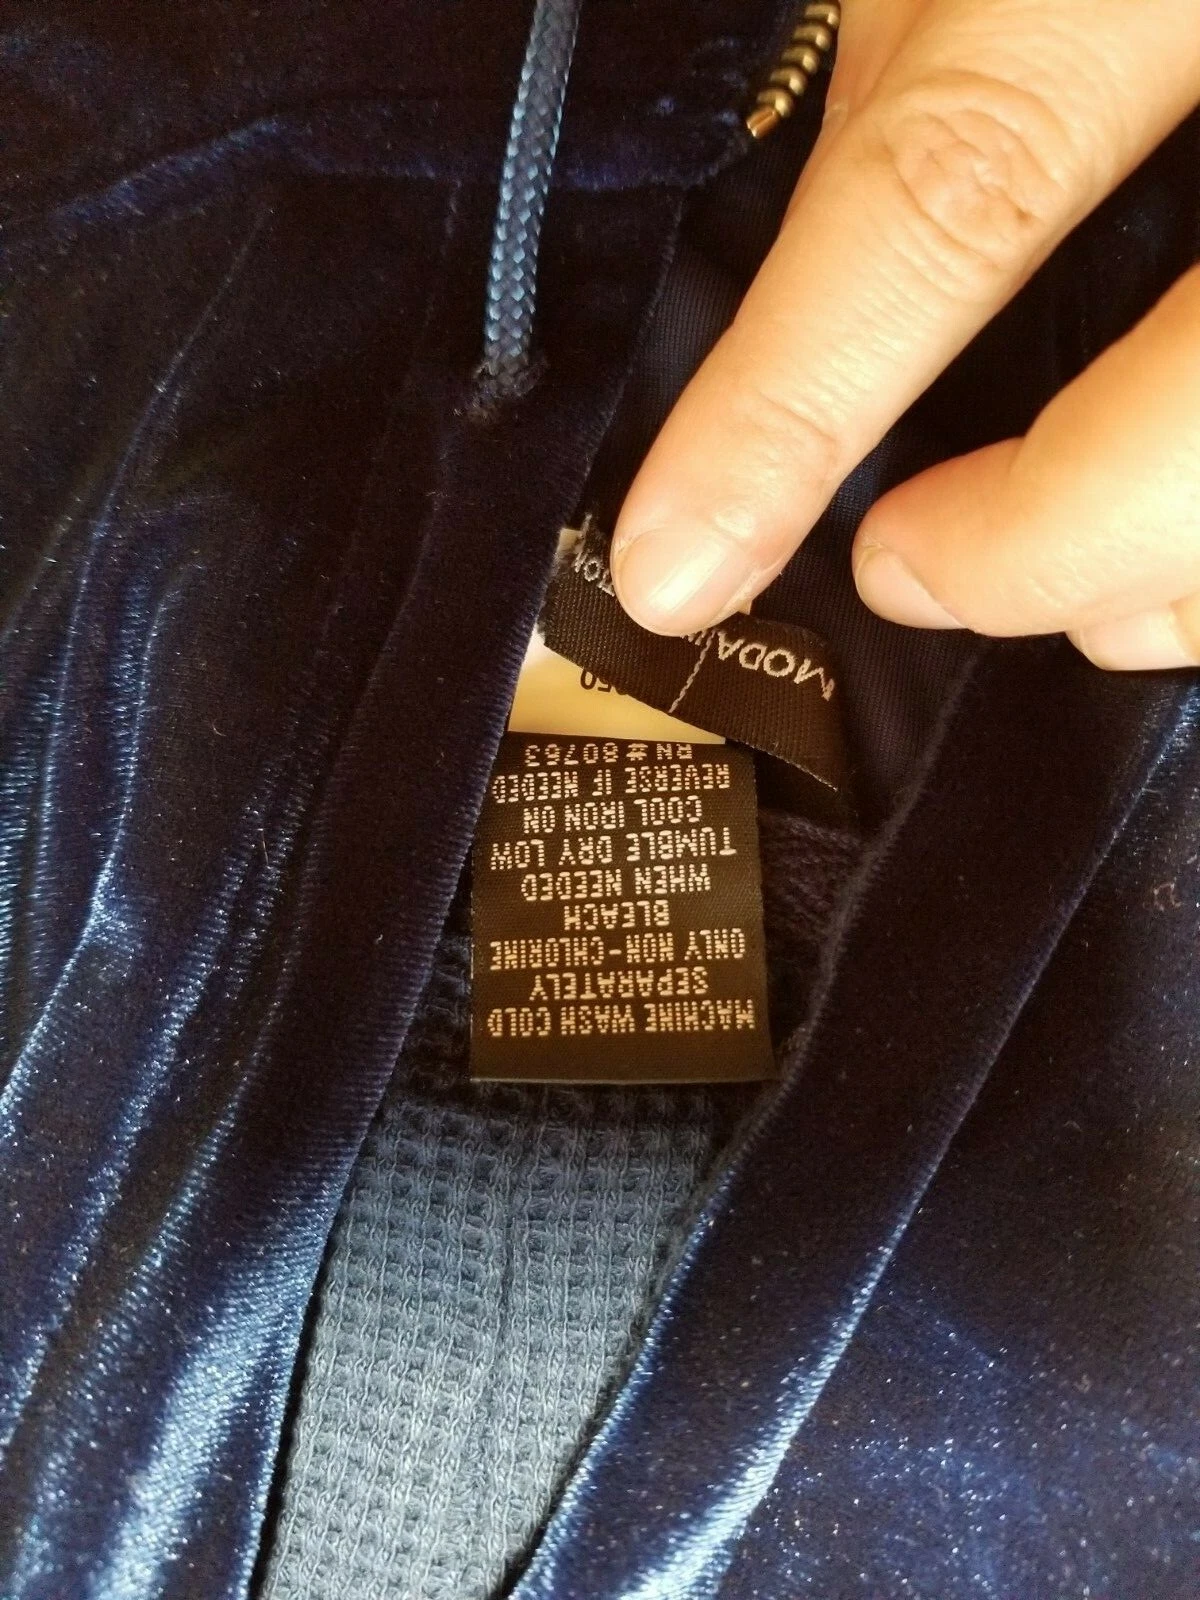 MODA
050
MACHINE WASH COLD
SEPARATELY
ONLY NON-CHLORINE
BLEACH
WHEN NEEDED
TUMBLE DRY LOW
COOL IRON ON
REVERSE IF NEEDED
RN # 80763